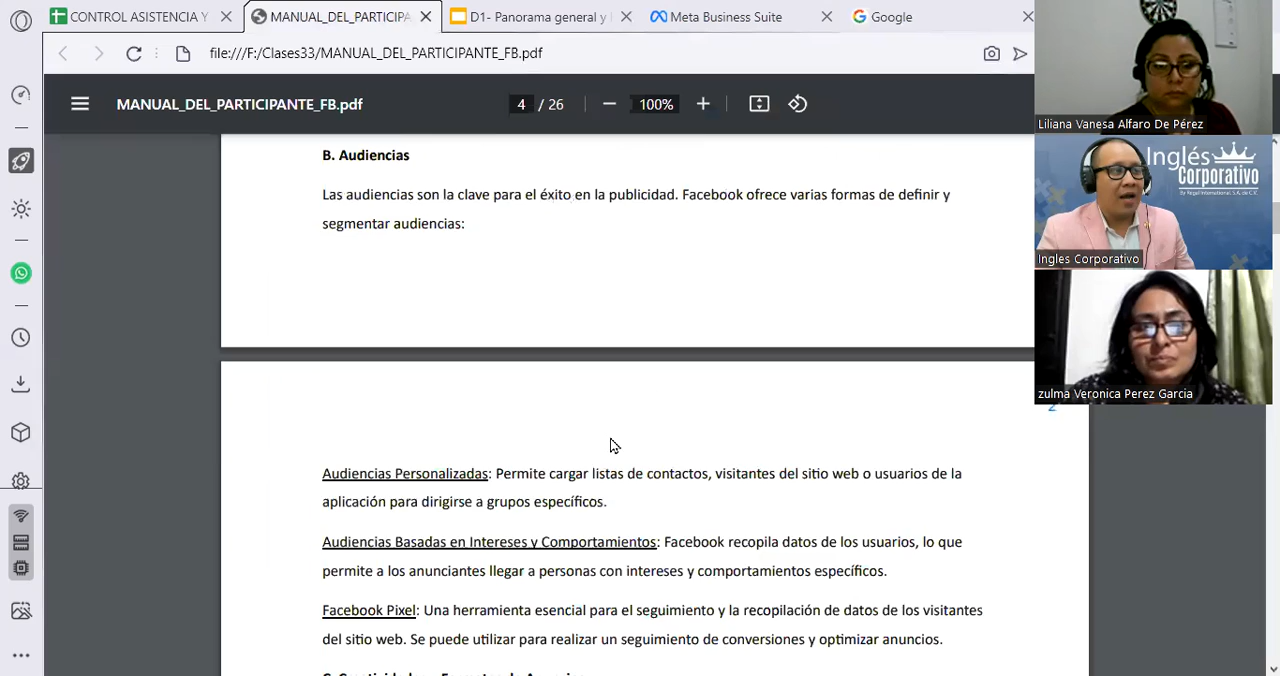 CONTROL ASISTENCIA Y
MANUAL_DEL_PARTICIPA
D1- Panorama general y
Meta Business Suite
Google
file:///F:/Clases33/MANUAL_DEL_PARTICIPANTE_FB.pdf
MANUAL_DEL_PARTICIPANTE_FB.pdf
4 / 26
100%
B. Audiencias
Las audiencias son la clave para el éxito en la publicidad. Facebook ofrece varias formas de definir y
segmentar audiencias:
2
Audiencias Personalizadas: Permite cargar listas de contactos, visitantes del sitio web o usuarios de la
aplicación para dirigirse a grupos específicos.
Audiencias Basadas en Intereses y Comportamientos: Facebook recopila datos de los usuarios, lo que
permite a los anunciantes llegar a personas con intereses y comportamientos específicos.
Facebook Pixel: Una herramienta esencial para el seguimiento y la recopilación de datos de los visitantes
del sitio web. Se puede utilizar para realizar un seguimiento de conversiones y optimizar anuncios.
Liliana Vanesa Alfaro De Pérez
Inglés
Corporativo
Ingles Corporativo
zulma Veronica Perez Garcia